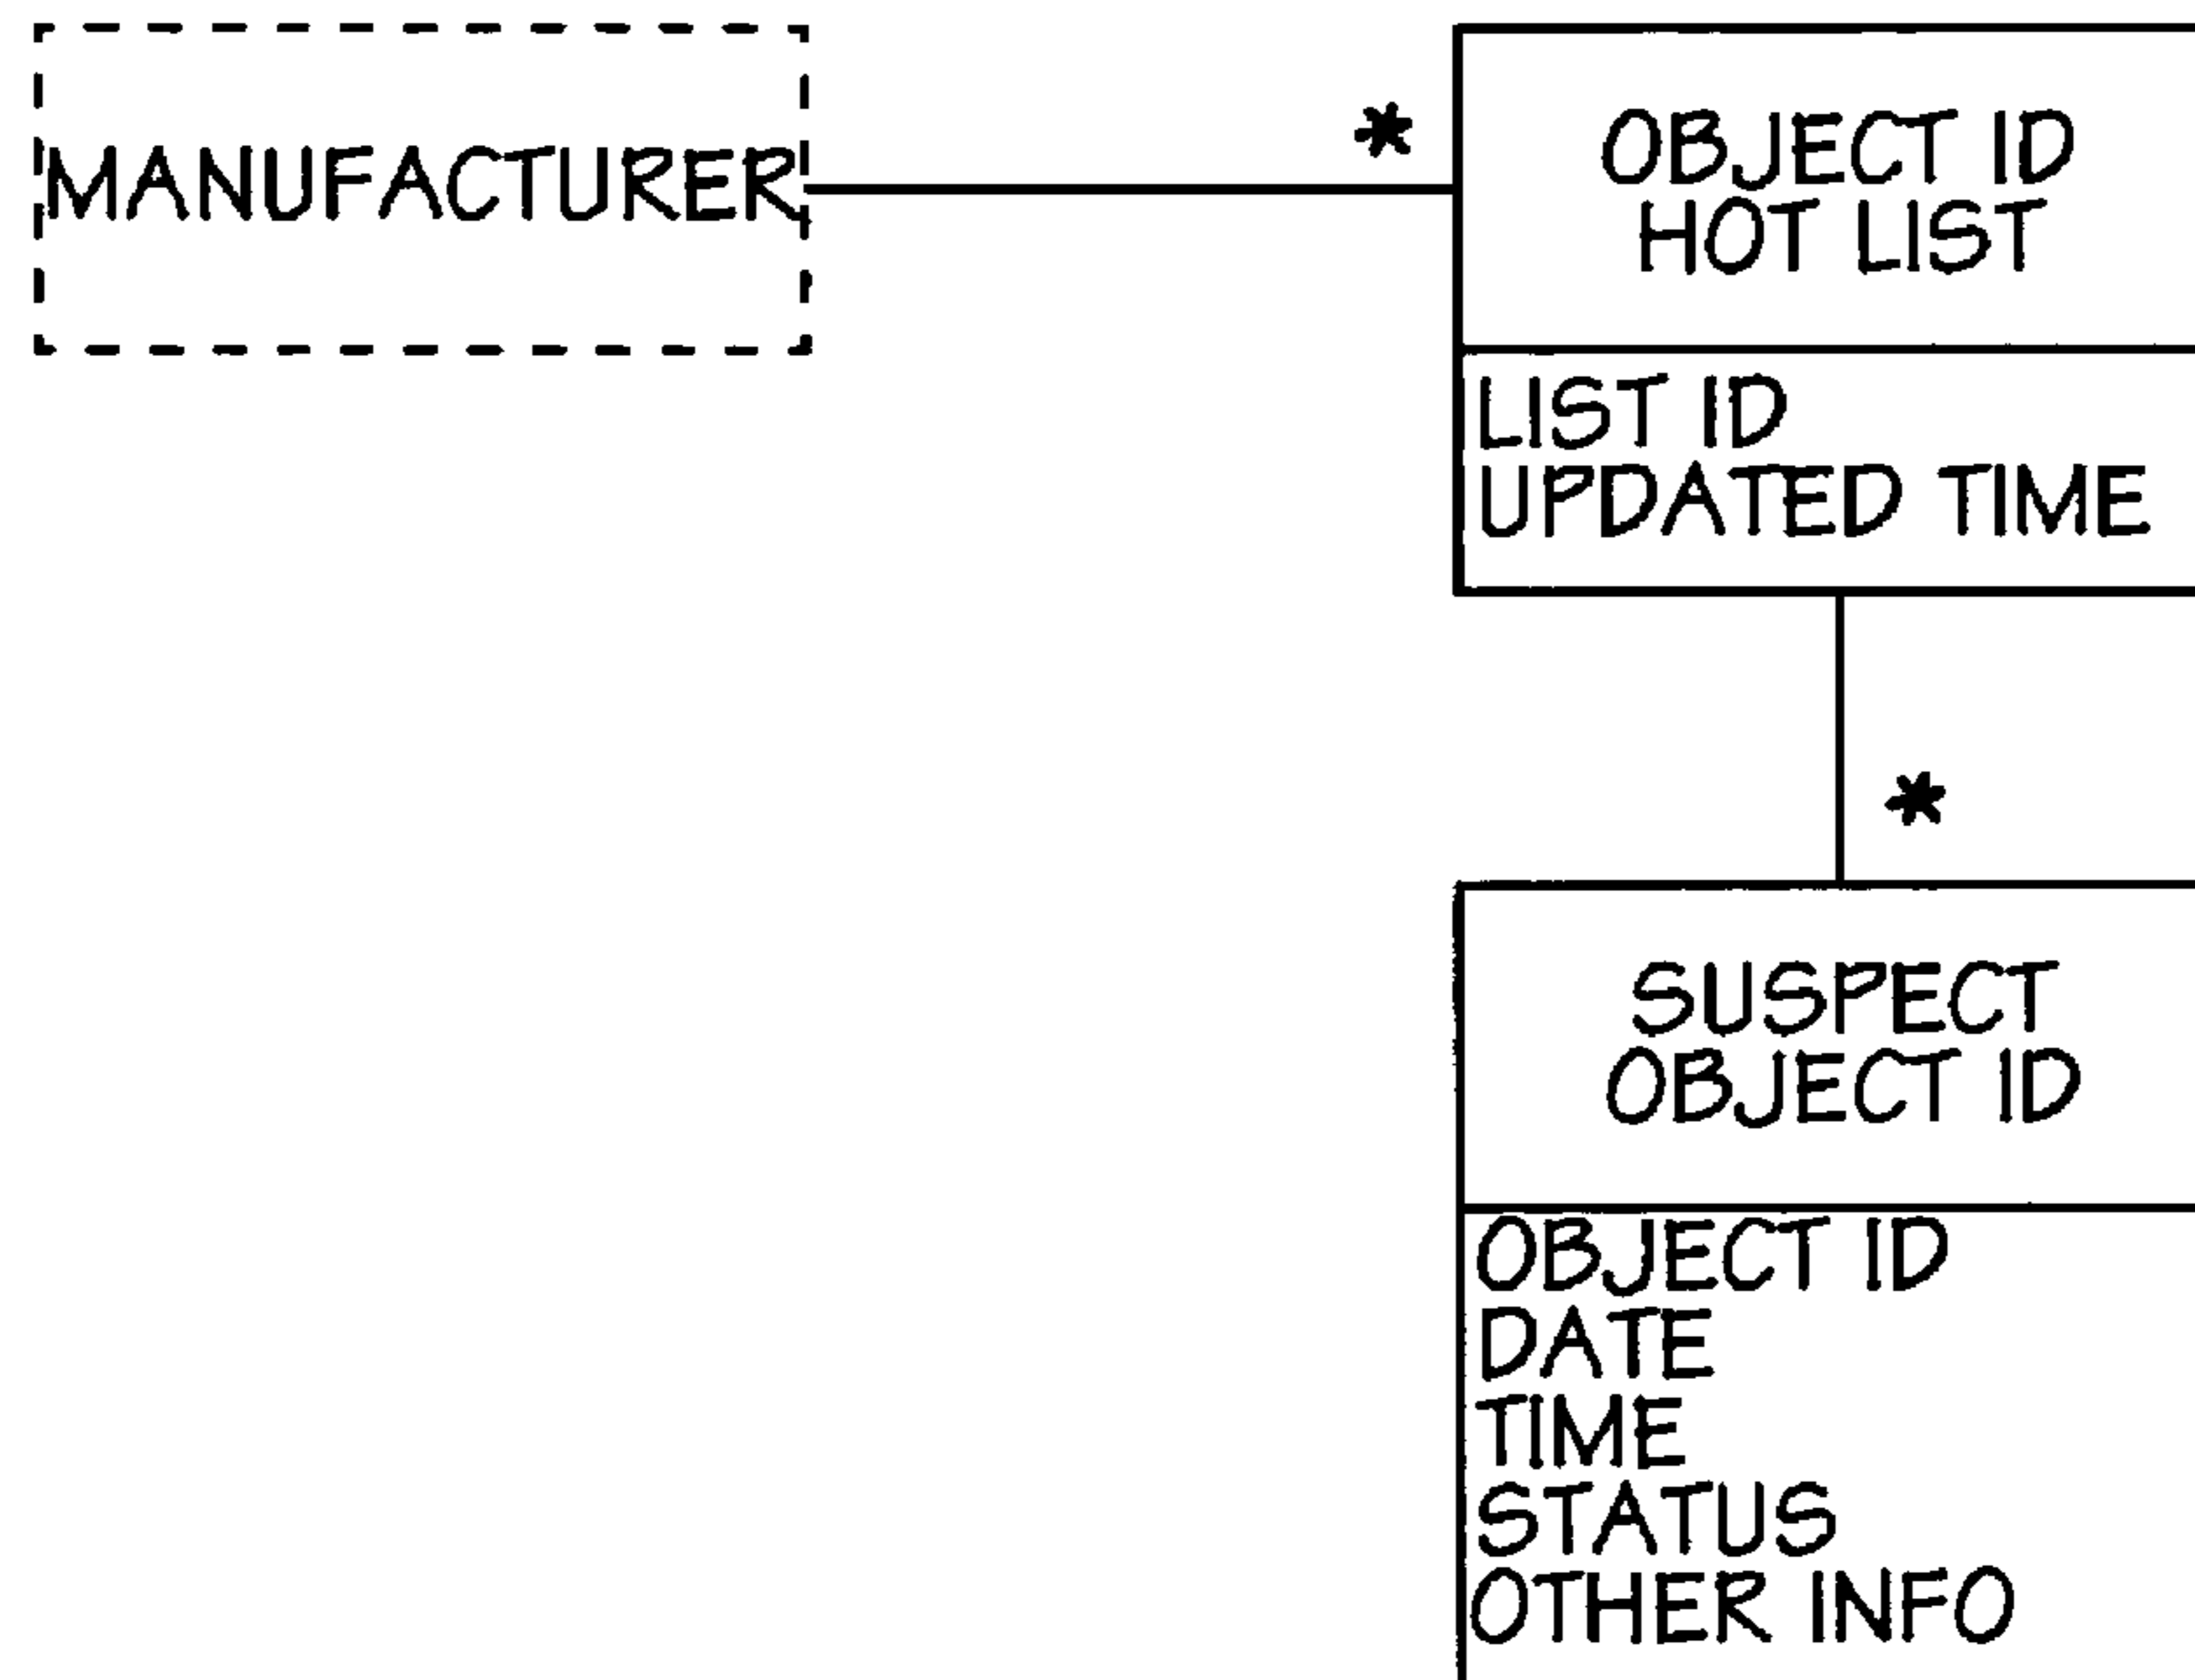 MANUFACTURER
*
OBJECT ID
HOT LIST
LIST ID
UPDATED TIME
*
SUSPECT
OBJECT ID
OBJECT ID
DATE
TIME
STATUS
OTHER INFO